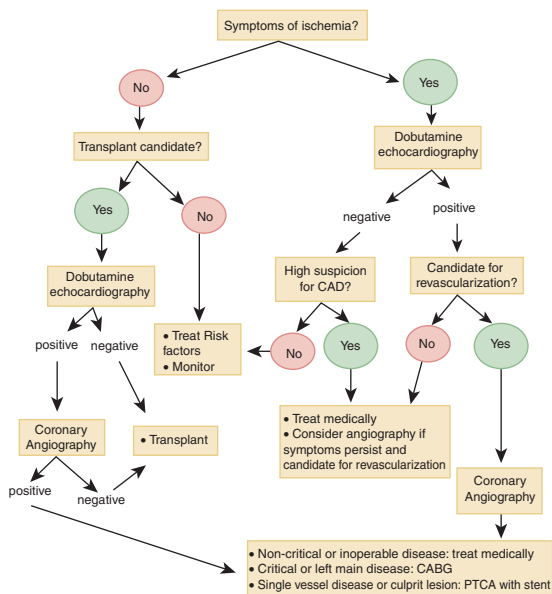 Symptoms of ischemia?
No
Yes
Transplant candidate?
Dobutamine
echocardiography
Yes
No
negative
positive
Dobutamine
echocardiography
High suspicion
for CAD?
Candidate for
revascularization?
positive
negative
• Treat Risk
factors
• Monitor
No
Yes
No
Yes
Coronary
Angiography
• Transplant
• Treat medically
• Consider angiography if
symptoms persist and
candidate for revascularization
positive
negative
Coronary
Angiography
• Non-critical or inoperable disease: treat medically
• Critical or left main disease: CABG
• Single vessel disease or culprit lesion: PTCA with stent